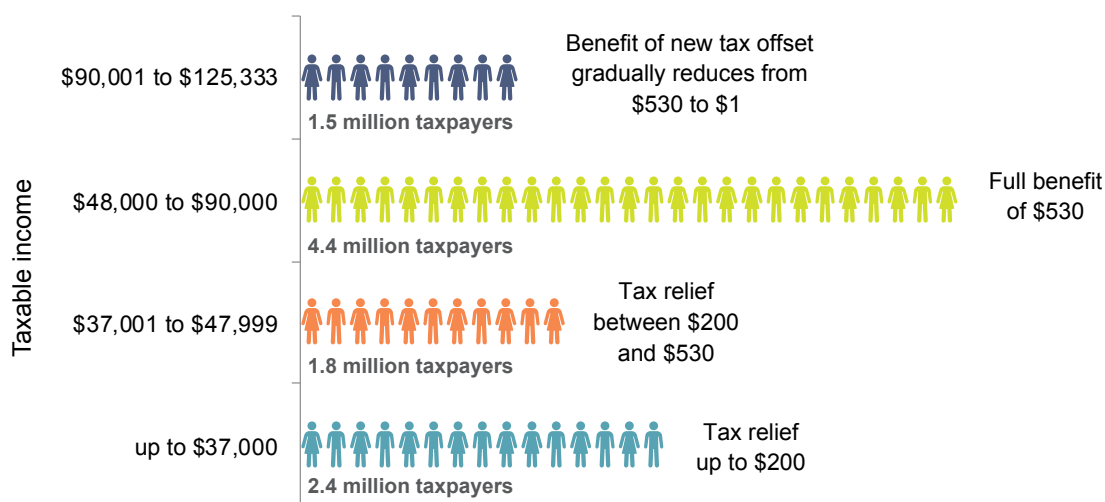 Taxable income
$90,001 to $125,333
1.5 million taxpayers
Benefit of new tax offset
gradually reduces from
$530 to $1
$48,000 to $90,000
4.4 million taxpayers
Full benefit
of $530
$37,001 to $47,999
1.8 million taxpayers
Tax relief
between $200
and $530
up to $37,000
2.4 million taxpayers
Tax relief
up to $200